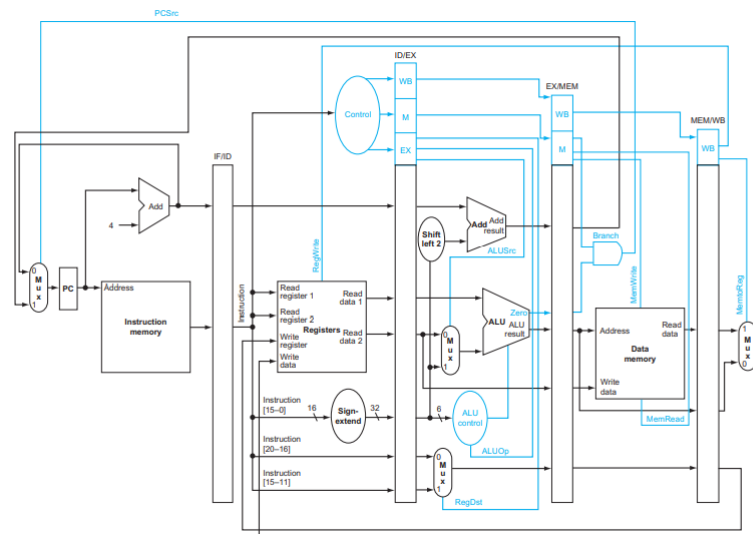 PCSrc
ID/EX
WB
EX/MEM
Control
M
WB
MEM/WB
EX
M
WB
IF/ID
Add
4
Shift
left 2
Add
Add
result
ALUSrc
Branch
RegWrite
MemWrite
MemtoReg
0
M
u
x
1
PC
Address
Instruction
memory
Instruction
Read
register 1
Read
register 2
Write
register
Write
data
Registers
Read
data 1
Read
data 2
0
M
u
x
1
ALU
Zero
ALU
result
Address
Write
data
Data
memory
Read
data
1
M
u
x
0
Instruction
[15–0]
16
Sign-
extend
32
6
ALU
control
MemRead
Instruction
[20–16]
ALUOp
0
M
u
x
1
Instruction
[15–11]
RegDst